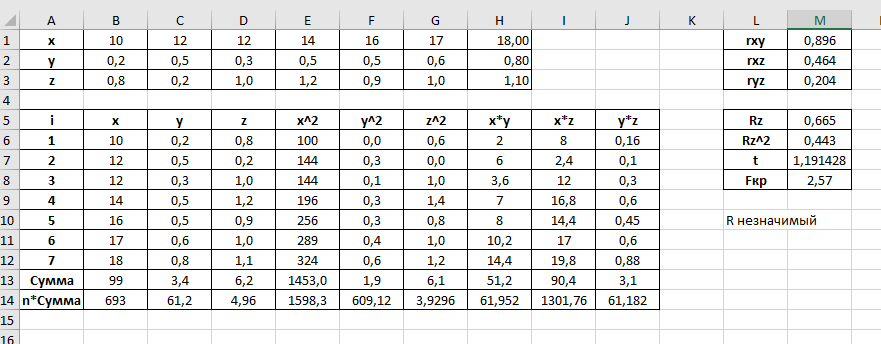 A B C D E F G H I J K L M
1 x 10 12 12 14 16 17 18,00 rxy 0,896
2 y 0,2 0,5 0,3 0,5 0,5 0,6 0,80 rxz 0,464
3 z 0,8 0,2 1,0 1,2 0,9 1,0 1,10 ryz 0,204
4
5 i x y z x^2 y^2 z^2 x*y x*z y*z Rz 0,665
6 1 10 0,2 0,8 100 0,0 0,6 2 8 0,16 Rz^2 0,443
7 2 12 0,5 0,2 144 0,3 0,0 6 2,4 0,1 t 1,191428
8 3 12 0,3 1,0 144 0,1 1,0 3,6 12 0,3 Fкр 2,57
9 4 14 0,5 1,2 196 0,3 1,4 7 16,8 0,6
10 5 16 0,5 0,9 256 0,3 0,8 8 14,4 0,45 R незначимый
11 6 17 0,6 1,0 289 0,4 1,0 10,2 17 0,6
12 7 18 0,8 1,1 324 0,6 1,2 14,4 19,8 0,88
13 Сумма 99 3,4 6,2 1453,0 1,9 6,1 51,2 90,4 3,1
14 n*Сумма 693 61,2 4,96 1598,3 609,12 3,9296 61,952 1301,76 61,182
15
16